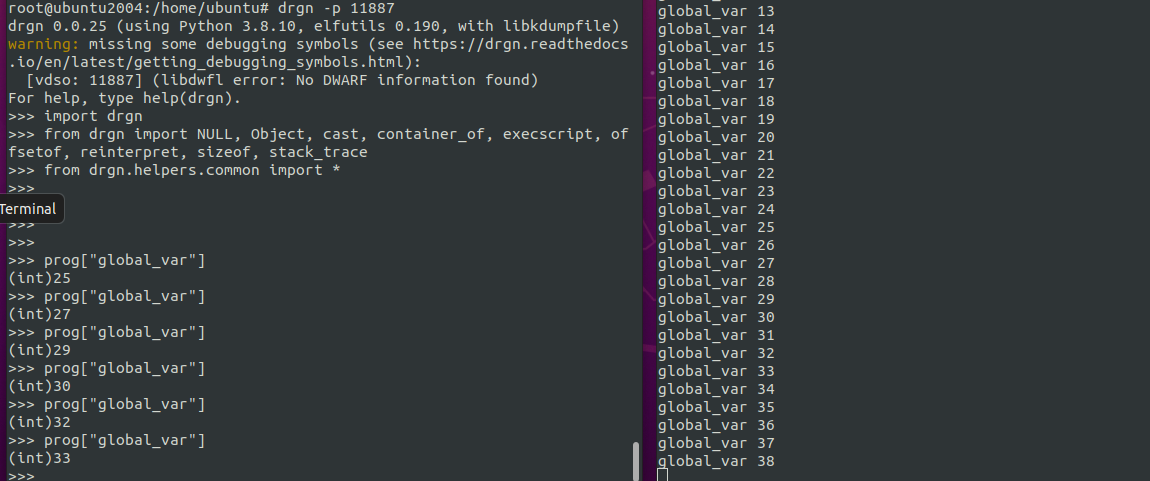 root@ubuntu2004:/home/ubuntu# drgn -p 11887
drgn 0.0.25 (using Python 3.8.10, elfutils 0.190, with libkdumpfile)
warning: missing some debugging symbols (see https://drgn.readthedocs
.io/en/latest/getting_debugging_symbols.html):
  [vdso: 11887] (libdwfl error: No DWARF information found)
For help, type help(drgn).
>>> import drgn
>>> from drgn import NULL, Object, cast, container_of, execscript, of
fsetof, reinterpret, sizeof, stack_trace
>>> from drgn.helpers.common import *
>>>
Terminal
>>>
>>>
>>> prog["global_var"]
(int)25
>>> prog["global_var"]
(int)27
>>> prog["global_var"]
(int)29
>>> prog["global_var"]
(int)30
>>> prog["global_var"]
(int)32
>>> prog["global_var"]
(int)33
>>>
global_var 13
global_var 14
global_var 15
global_var 16
global_var 17
global_var 18
global_var 19
global_var 20
global_var 21
global_var 22
global_var 23
global_var 24
global_var 25
global_var 26
global_var 27
global_var 28
global_var 29
global_var 30
global_var 31
global_var 32
global_var 33
global_var 34
global_var 35
global_var 36
global_var 37
global_var 38